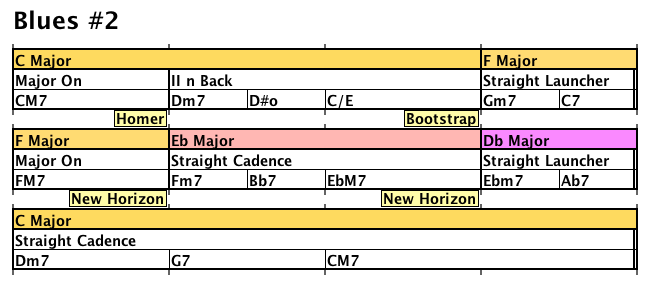 Blues #2
C Major F Major
Major On II n Back Straight Launcher
CM7 Dm7 D#o C/E Gm7 C7
Homer Bootstrap
F Major Eb Major Db Major
Major On Straight Cadence Straight Launcher
FM7 Fm7 Bb7 EbM7 Ebm7 Ab7
New Horizon New Horizon
C Major
Straight Cadence
Dm7 G7 CM7